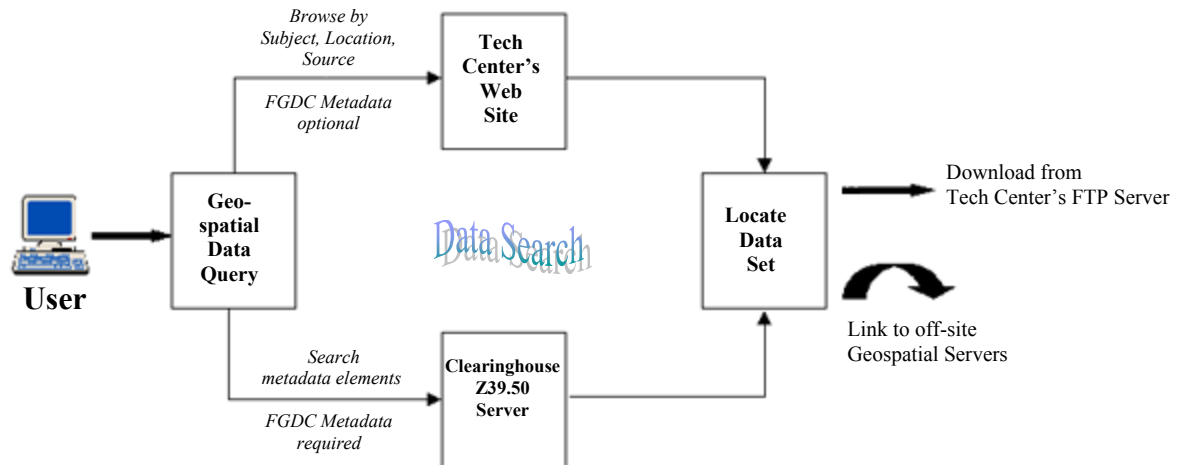 Browse by
Subject, Location,
Source
FGDC Metadata
optional
Tech
Center’s
Web
Site
User
Geo-
spatial
Data
Query
Data Search
Locate
Data
Set
Download from
Tech Center’s FTP Server
Link to off-site
Geospatial Servers
Search
metadata elements
FGDC Metadata
required
Clearinghouse
Z39.50
Server